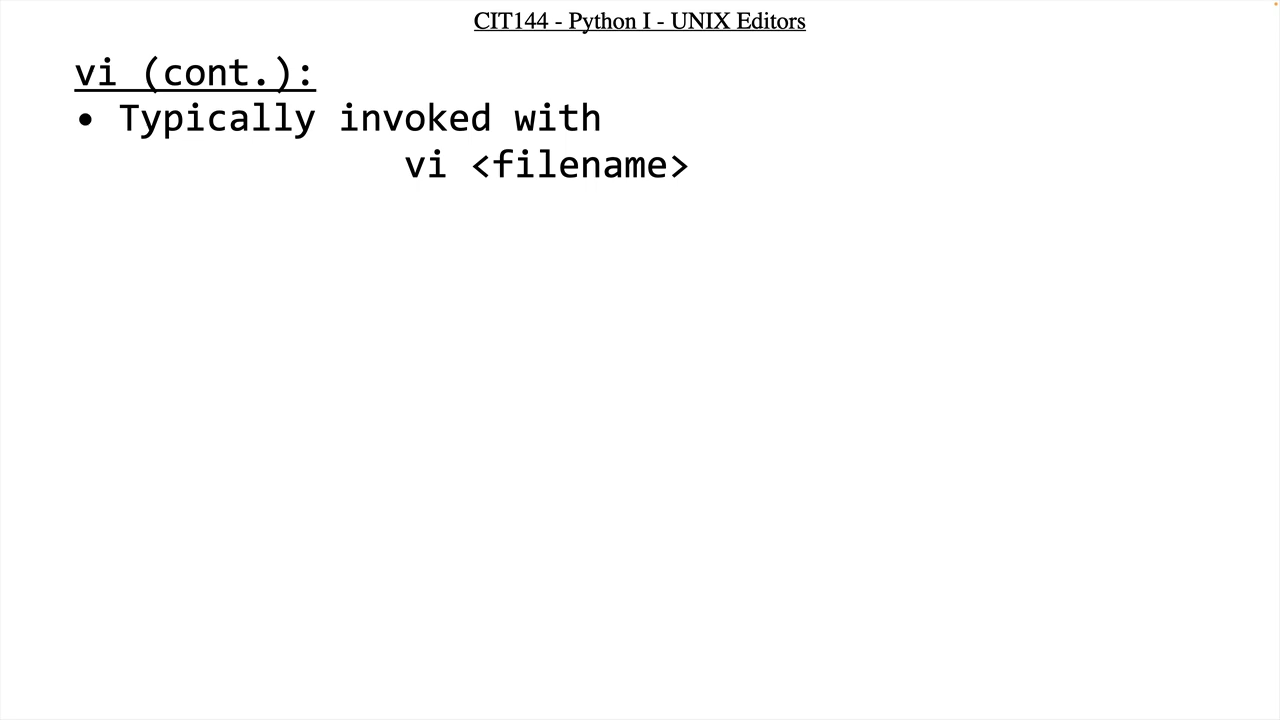 CIT144 - Python I - UNIX Editors
vi (cont.):
• Typically invoked with
vi <filename>